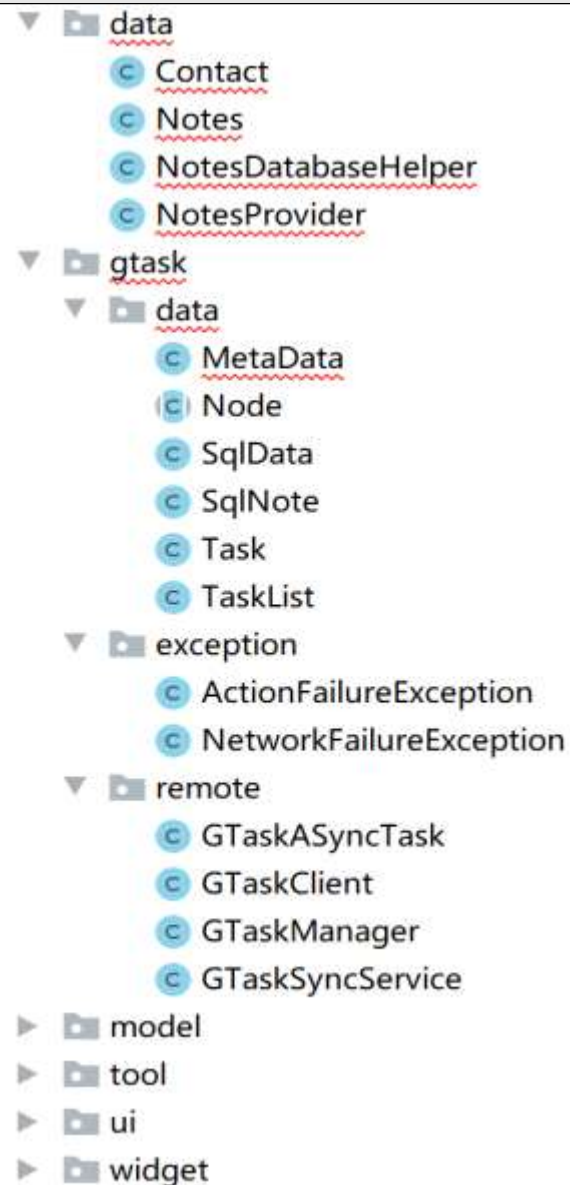 data
C Contact
C Notes
C NotesDatabaseHelper
C NotesProvider
gtask
data
C MetaData
C Node
C SqlData
C SqlNote
C Task
C TaskList
exception
C ActionFailureException
C NetworkFailureException
remote
C GTaskASyncTask
C GTaskClient
C GTaskManager
C GTaskSyncService
model
tool
ui
widget